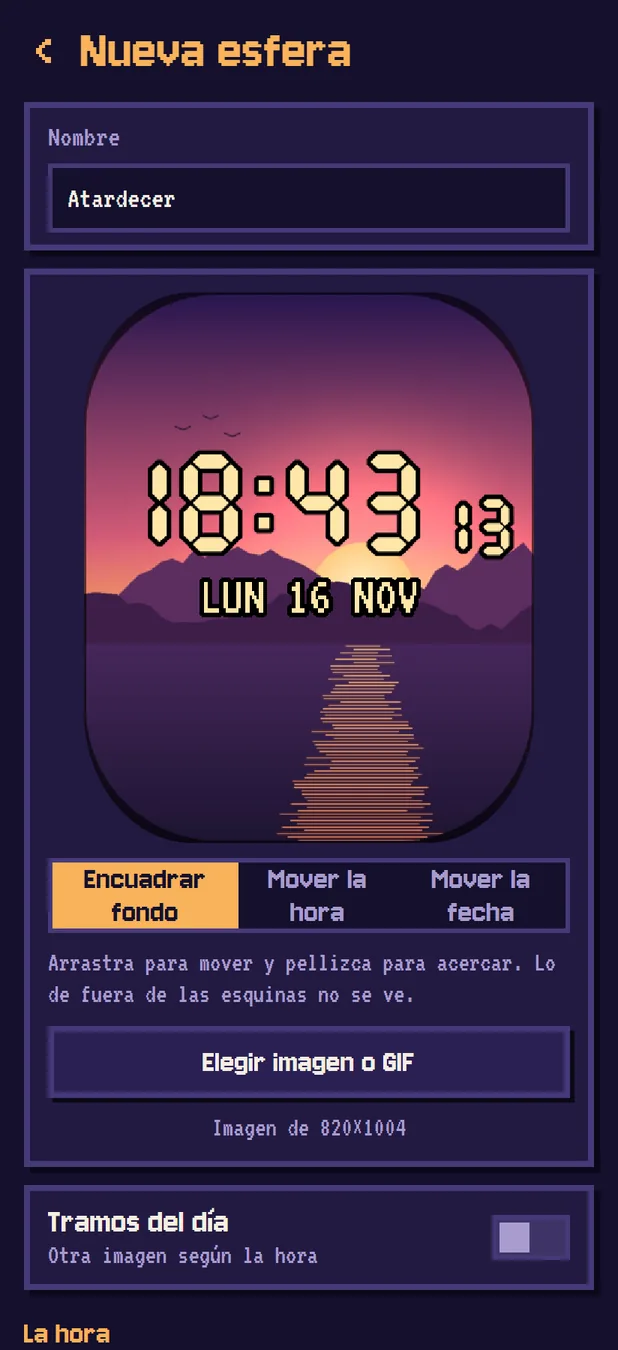 Nueva esfera
Nombre
Atardecer
18:43 13
LUN 16 NOV
Encuadrar fondo
Mover la hora
Mover la fecha
Arrastra para mover y pellizca para acercar. Lo
de fuera de las esquinas no se ve.
Elegir imagen o GIF
Imagen de 820X1004
Tramos del día
Otra imagen según la hora
La hora